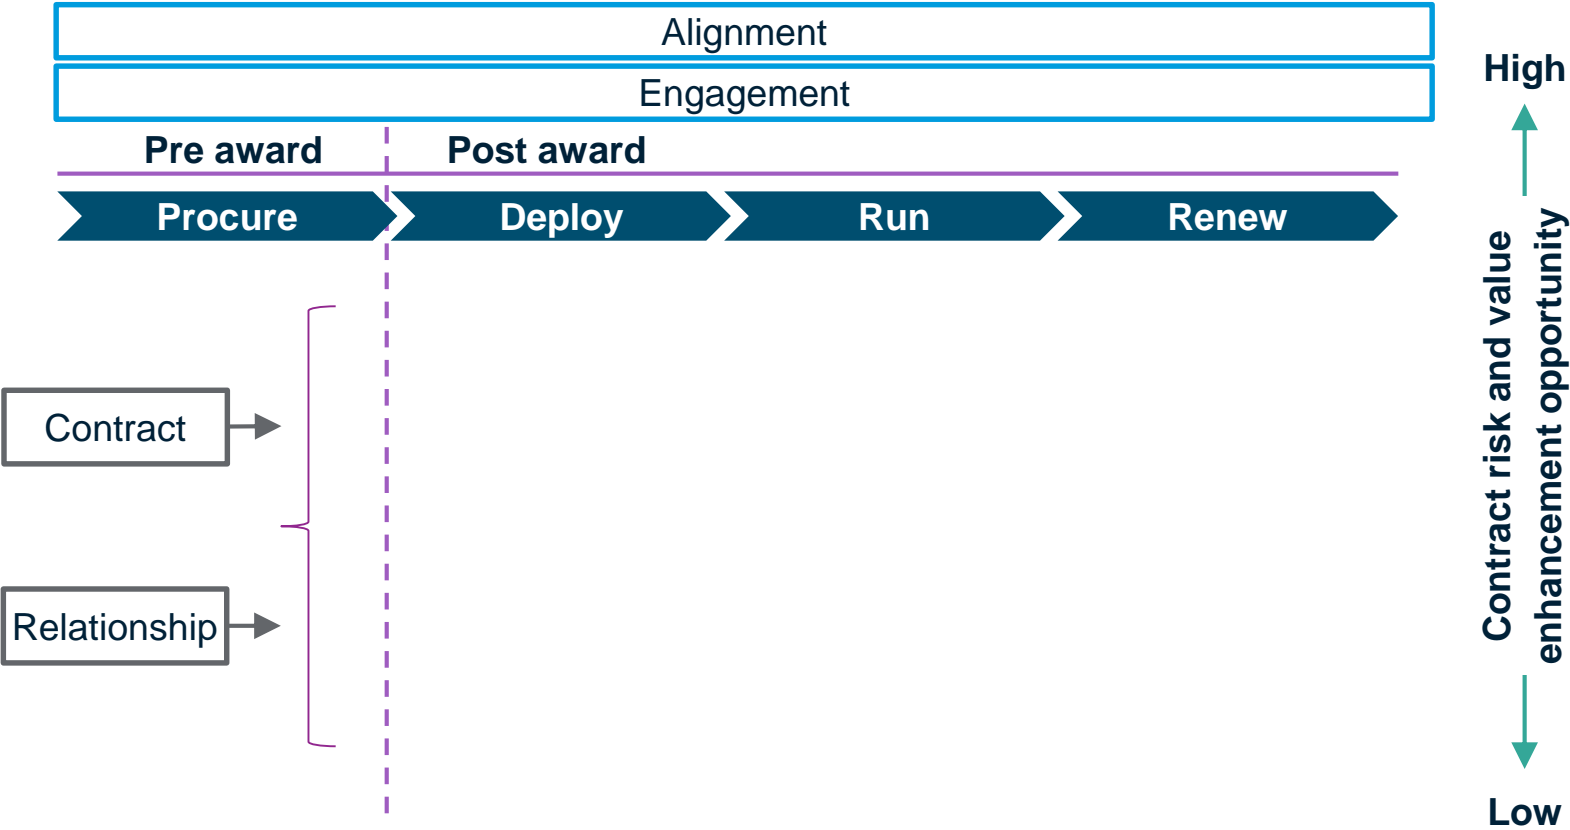 Alignment
Engagement
High
Pre award
Post award
Procure
Deploy
Run
Renew
Contract
Relationship
Contract risk and value
enhancement opportunity
Low